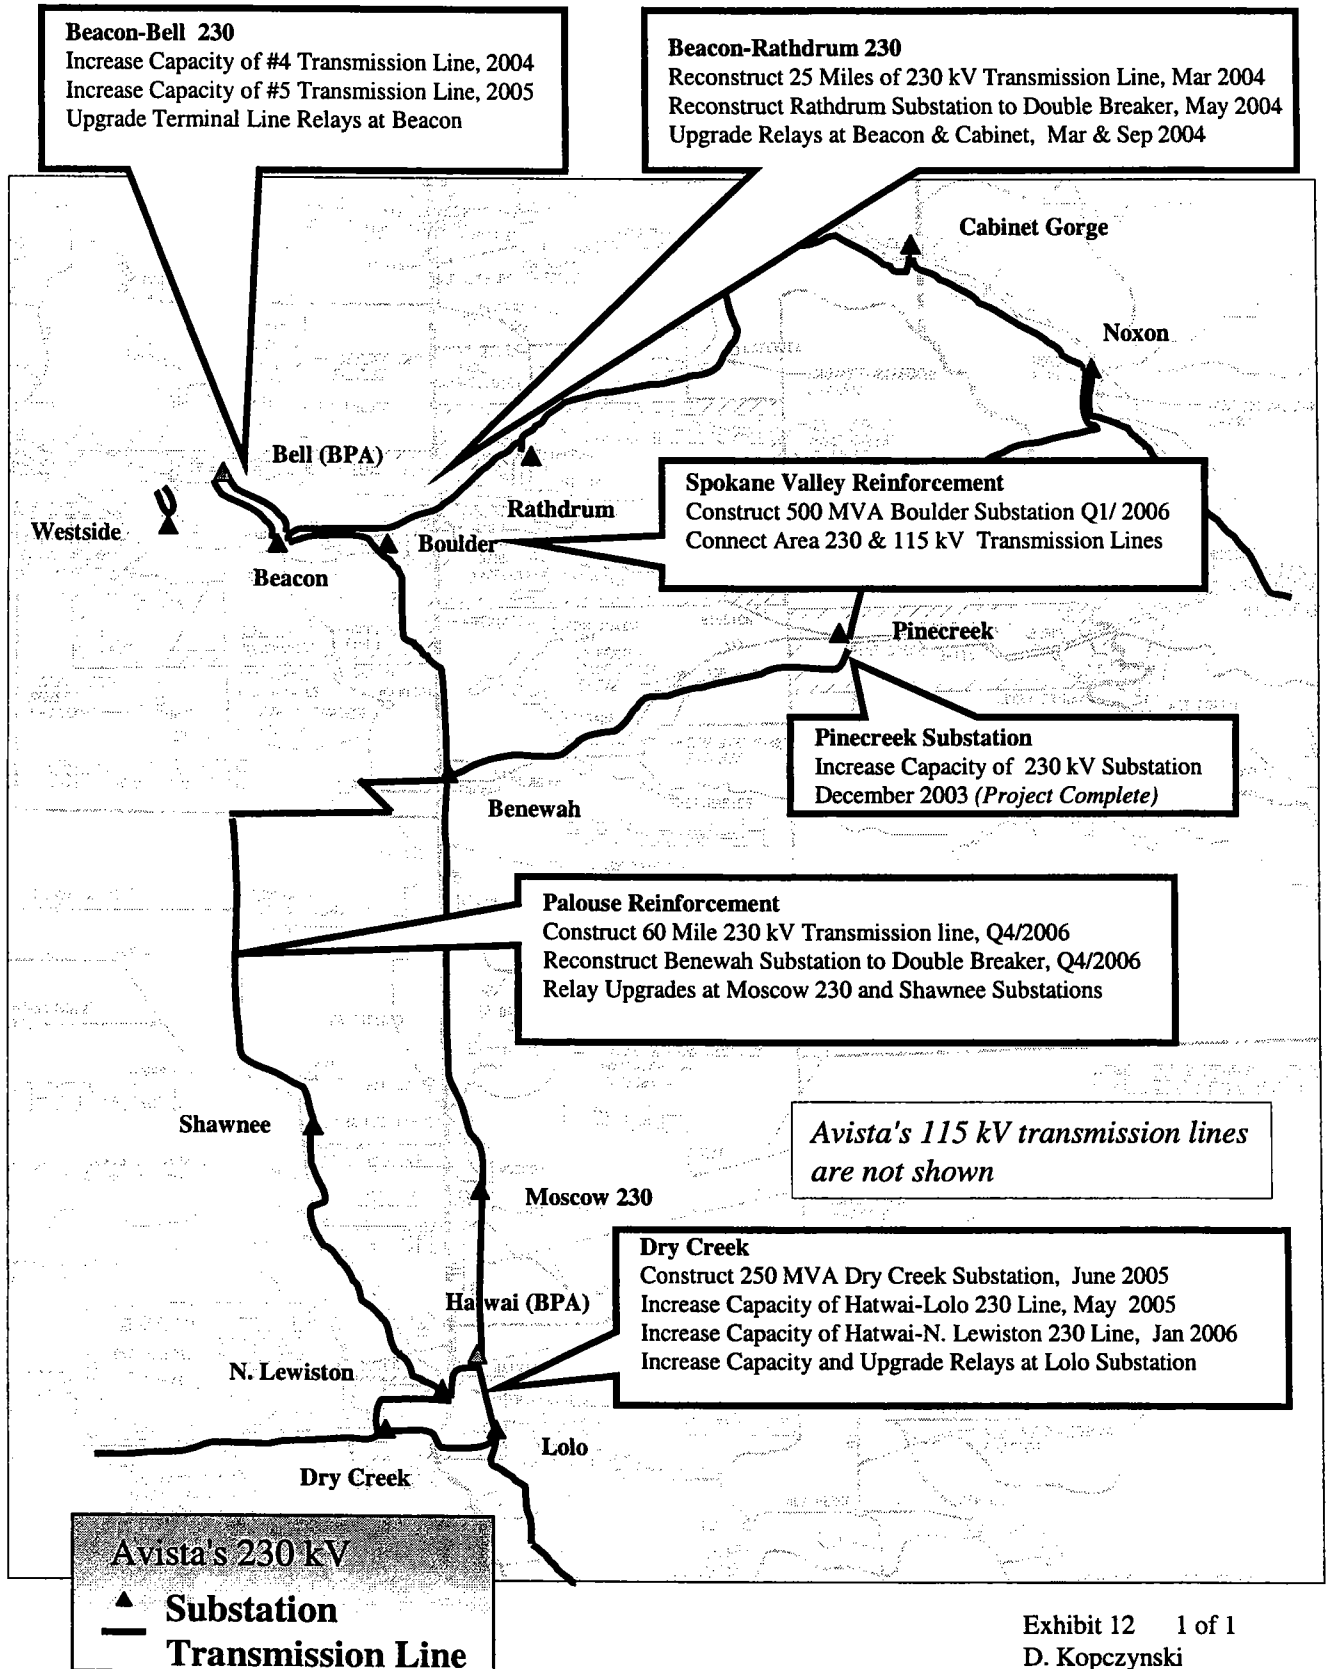 Beacon-Bell 230
Increase Capacity of #4 Transmission Line, 2004
Increase Capacity of #5 Transmission Line, 2005
Upgrade Terminal Line Relays at Beacon
Beacon-Rathdrum 230
Reconstruct 25 Miles of 230 kV Transmission Line, Mar 2004
Reconstruct Rathdrum Substation to Double Breaker, May 2004
Upgrade Relays at Beacon & Cabinet, Mar & Sep 2004
Cabinet Gorge
Noxon
Bell (BPA)
Westside
Rathdrum
Boulder
Beacon
Spokane Valley Reinforcement
Construct 500 MVA Boulder Substation Q1/ 2006
Connect Area 230 & 115 kV Transmission Lines
Pinecreek
Pinecreek Substation
Increase Capacity of 230 kV Substation
December 2003 (Project Complete)
Benewah
Palouse Reinforcement
Construct 60 Mile 230 kV Transmission line, Q4/2006
Reconstruct Benewah Substation to Double Breaker, Q4/2006
Relay Upgrades at Moscow 230 and Shawnee Substations
Shawnee
Avista's 115 kV transmission lines
are not shown
Moscow 230
Dry Creek
Construct 250 MVA Dry Creek Substation, June 2005
Increase Capacity of Hatwai-Lolo 230 Line, May 2005
Increase Capacity of Hatwai-N. Lewiston 230 Line, Jan 2006
Increase Capacity and Upgrade Relays at Lolo Substation
Hatwai (BPA)
N. Lewiston
Lolo
Dry Creek
Avista's 230 kV
Substation
Transmission Line
Exhibit 12 1 of 1
D. Kopczynski